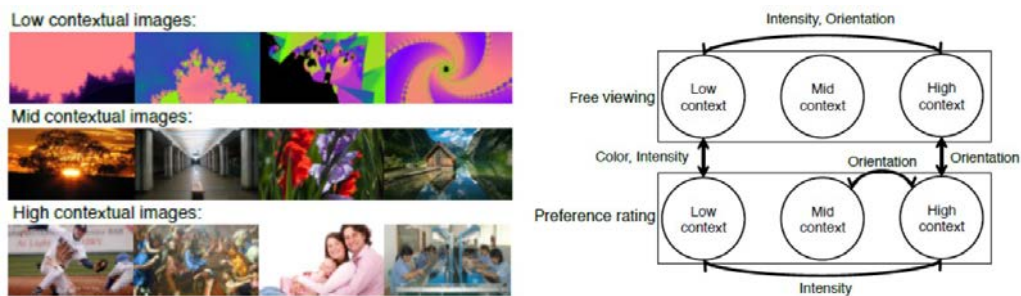 Low contextual images:
Mid contextual images:
High contextual images:
Intensity, Orientation
Free viewing
Low
context
Mid
context
High
context
Color, Intensity
Orientation
Orientation
Preference rating
Low
context
Mid
context
High
context
Intensity